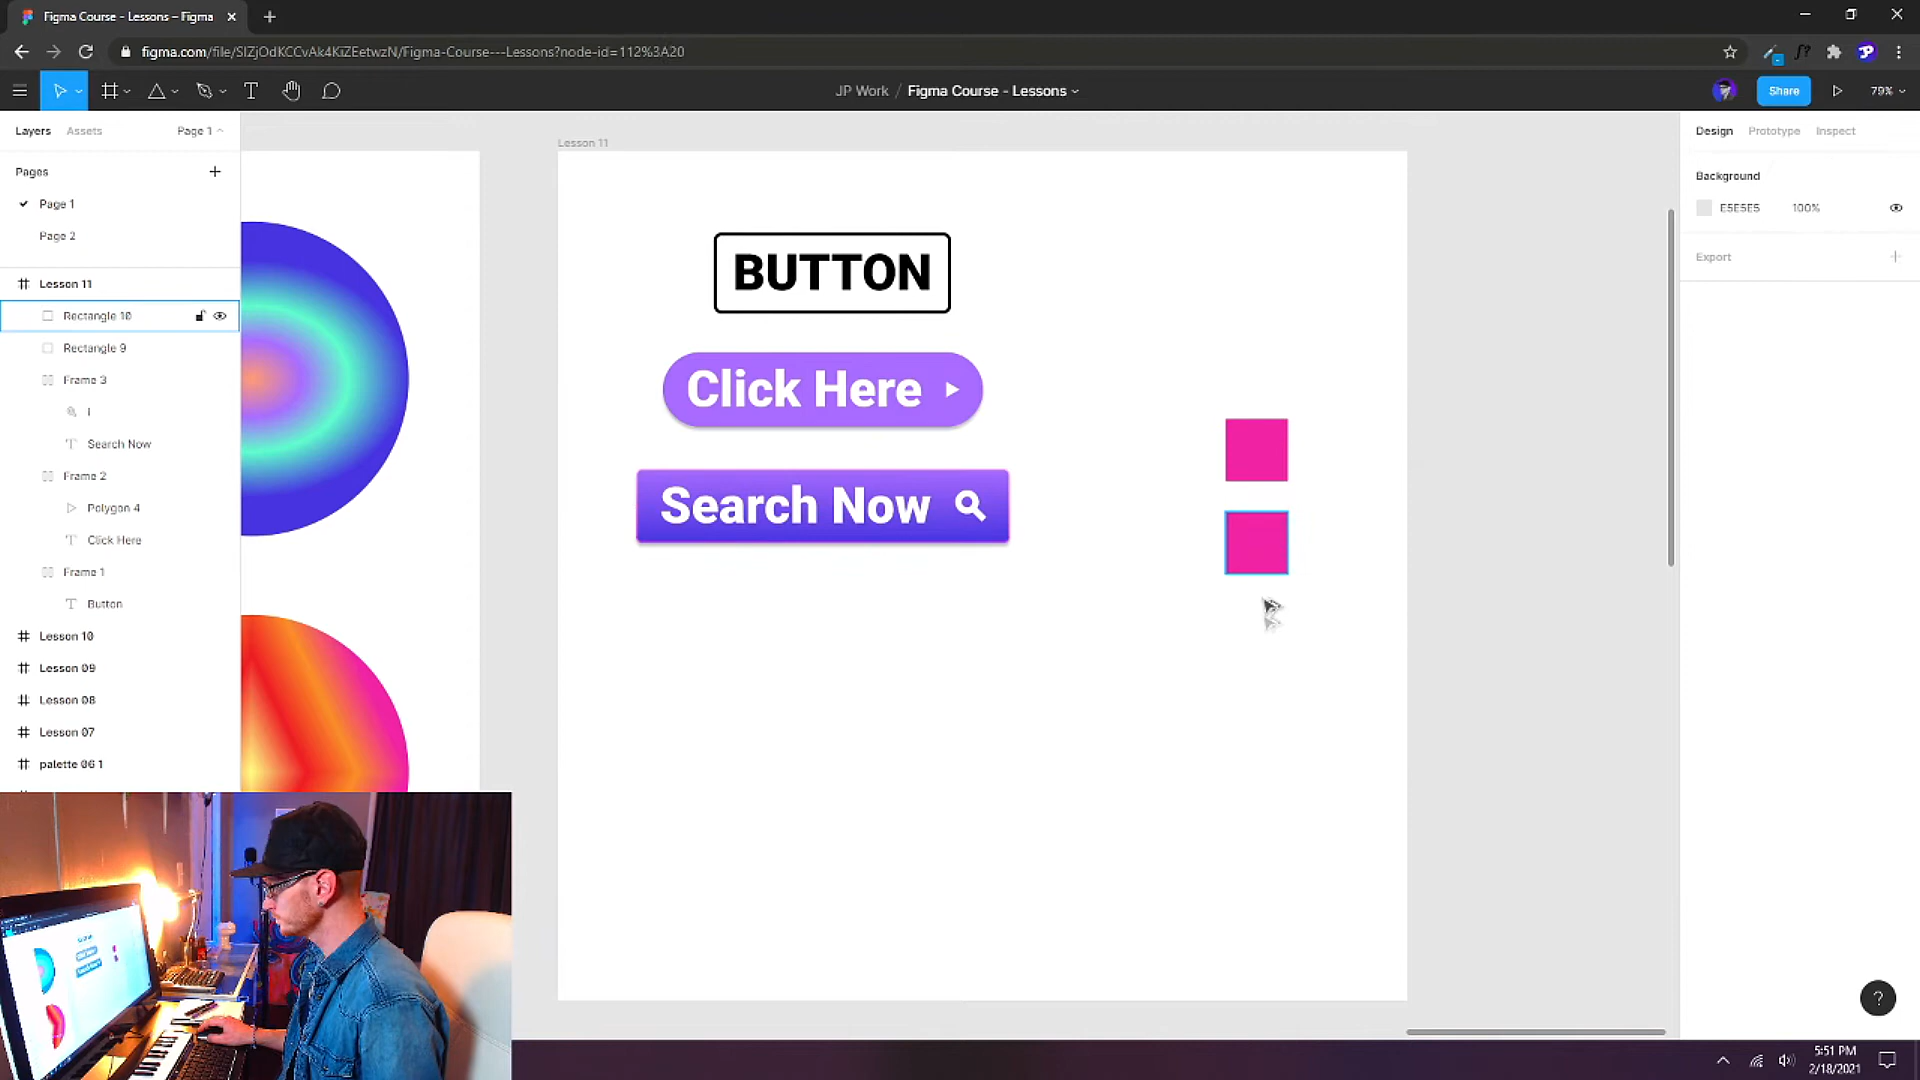 Figma Course - Lessons – Figma
figma.com/file/SIZjOdKCCvAk4KiZEetwzN/Figma-Course---Lessons?node-id=112%3A20
JP Work / Figma Course - Lessons
Share
79%
Layers
Assets
Page 1
Design
Prototype
Inspect
Pages
Page 1
Page 2
Background
E5E5E5
100%
Export
Lesson 11
Rectangle 10
Rectangle 9
Frame 3
I
Search Now
Frame 2
Polygon 4
Click Here
Frame 1
Button
Lesson 10
Lesson 09
Lesson 08
Lesson 07
palette 06 1
Lesson 11
BUTTON
Click Here
Search Now
?
5:51 PM
2/18/2021